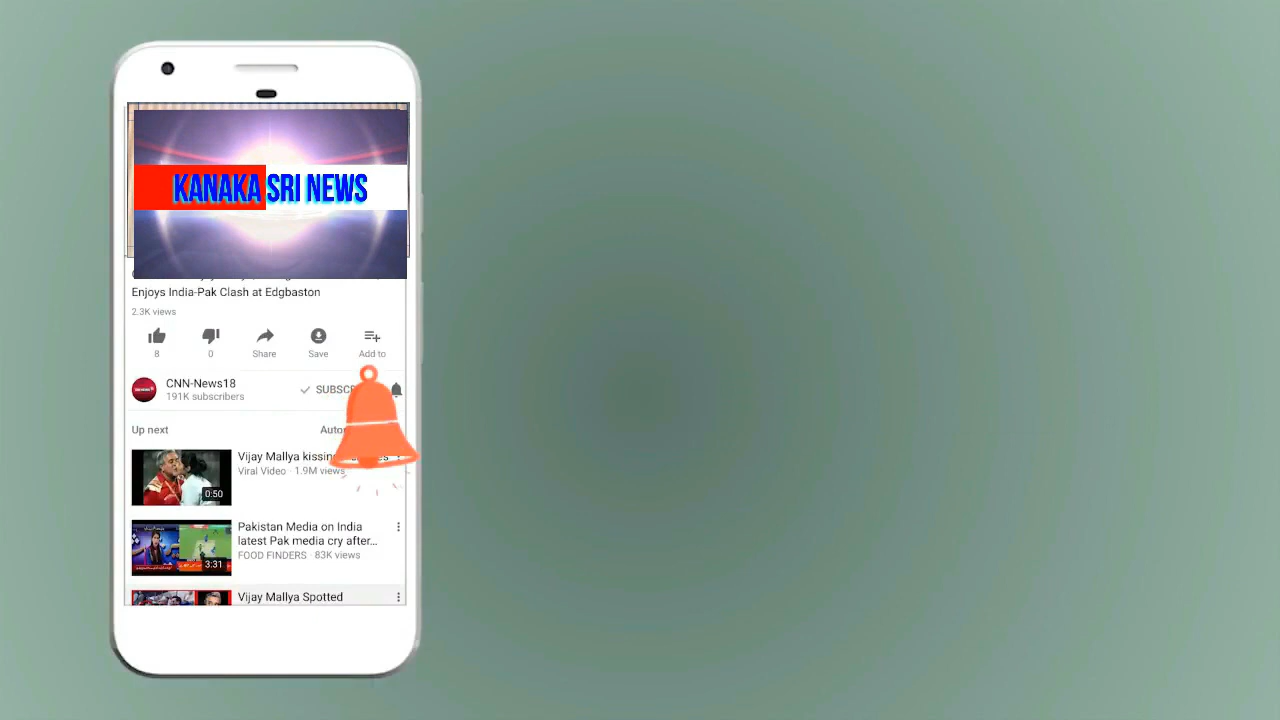 KANAKA SRI NEWS
Enjoys India-Pak Clash at Edgbaston
2.3K views
8 0 Share Save Add to
CNN-News18
191K subscribers
Up next
Vijay Mallya
Viral Video · 1.9M views
0:50
Pakistan Media on India
latest Pak media cry after...
FOOD FINDERS · 83K views
3:31
Vijay Mallya Spotted